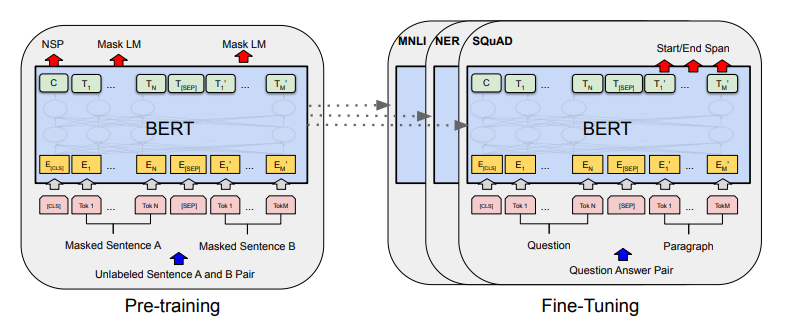 NSP Mask LM Mask LM
C T1 ... TN T[SEP] T1' ... TM'
BERT
E[CLS] E1 ... EN E[SEP] E1' ... EM'
[CLS] Tok 1 ... Tok N [SEP] Tok 1 ... TokM
Masked Sentence A Masked Sentence B
Unlabeled Sentence A and B Pair
Pre-training
MNLI NER SQuAD
Start/End Span
C T1 ... TN T[SEP] T1' ... TM'
BERT
E[CLS] E1 ... EN E[SEP] E1' ... EM'
[CLS] Tok 1 ... Tok N [SEP] Tok 1 ... TokM
Question Paragraph
Question Answer Pair
Fine-Tuning